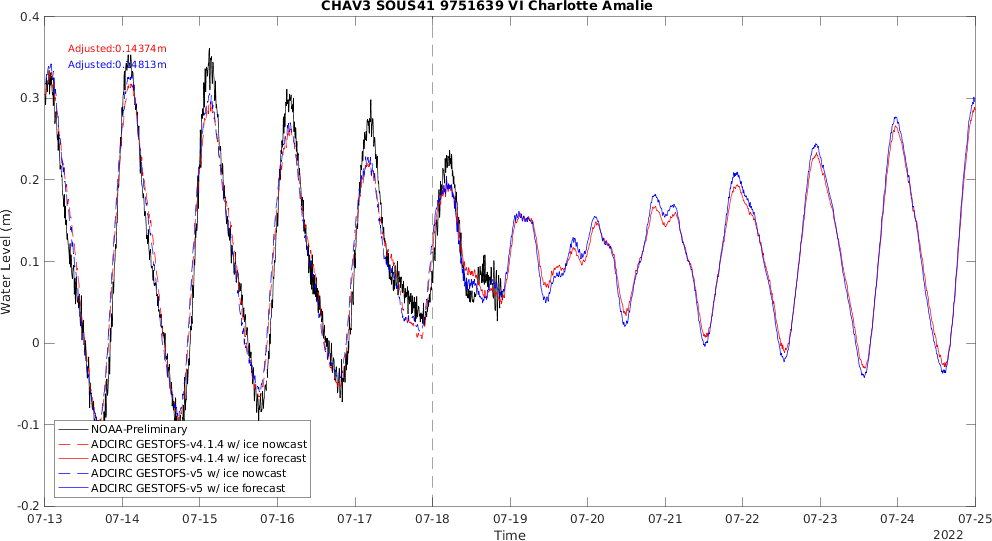 CHAV3 SOUS41 9751639 VI Charlotte Amalie
0.4
0.3
0.2
0.1
0
-0.1
-0.2
Water Level (m)
Adjusted:0.14374m
Adjusted:0.14813m
NOAA-Preliminary
ADCIRC GESTOFS-v4.1.4 w/ ice nowcast
ADCIRC GESTOFS-v4.1.4 w/ ice forecast
ADCIRC GESTOFS-v5 w/ ice nowcast
ADCIRC GESTOFS-v5 w/ ice forecast
07-13 07-14 07-15 07-16 07-17 07-18 07-19 07-20 07-21 07-22 07-23 07-24 07-25
Time
2022